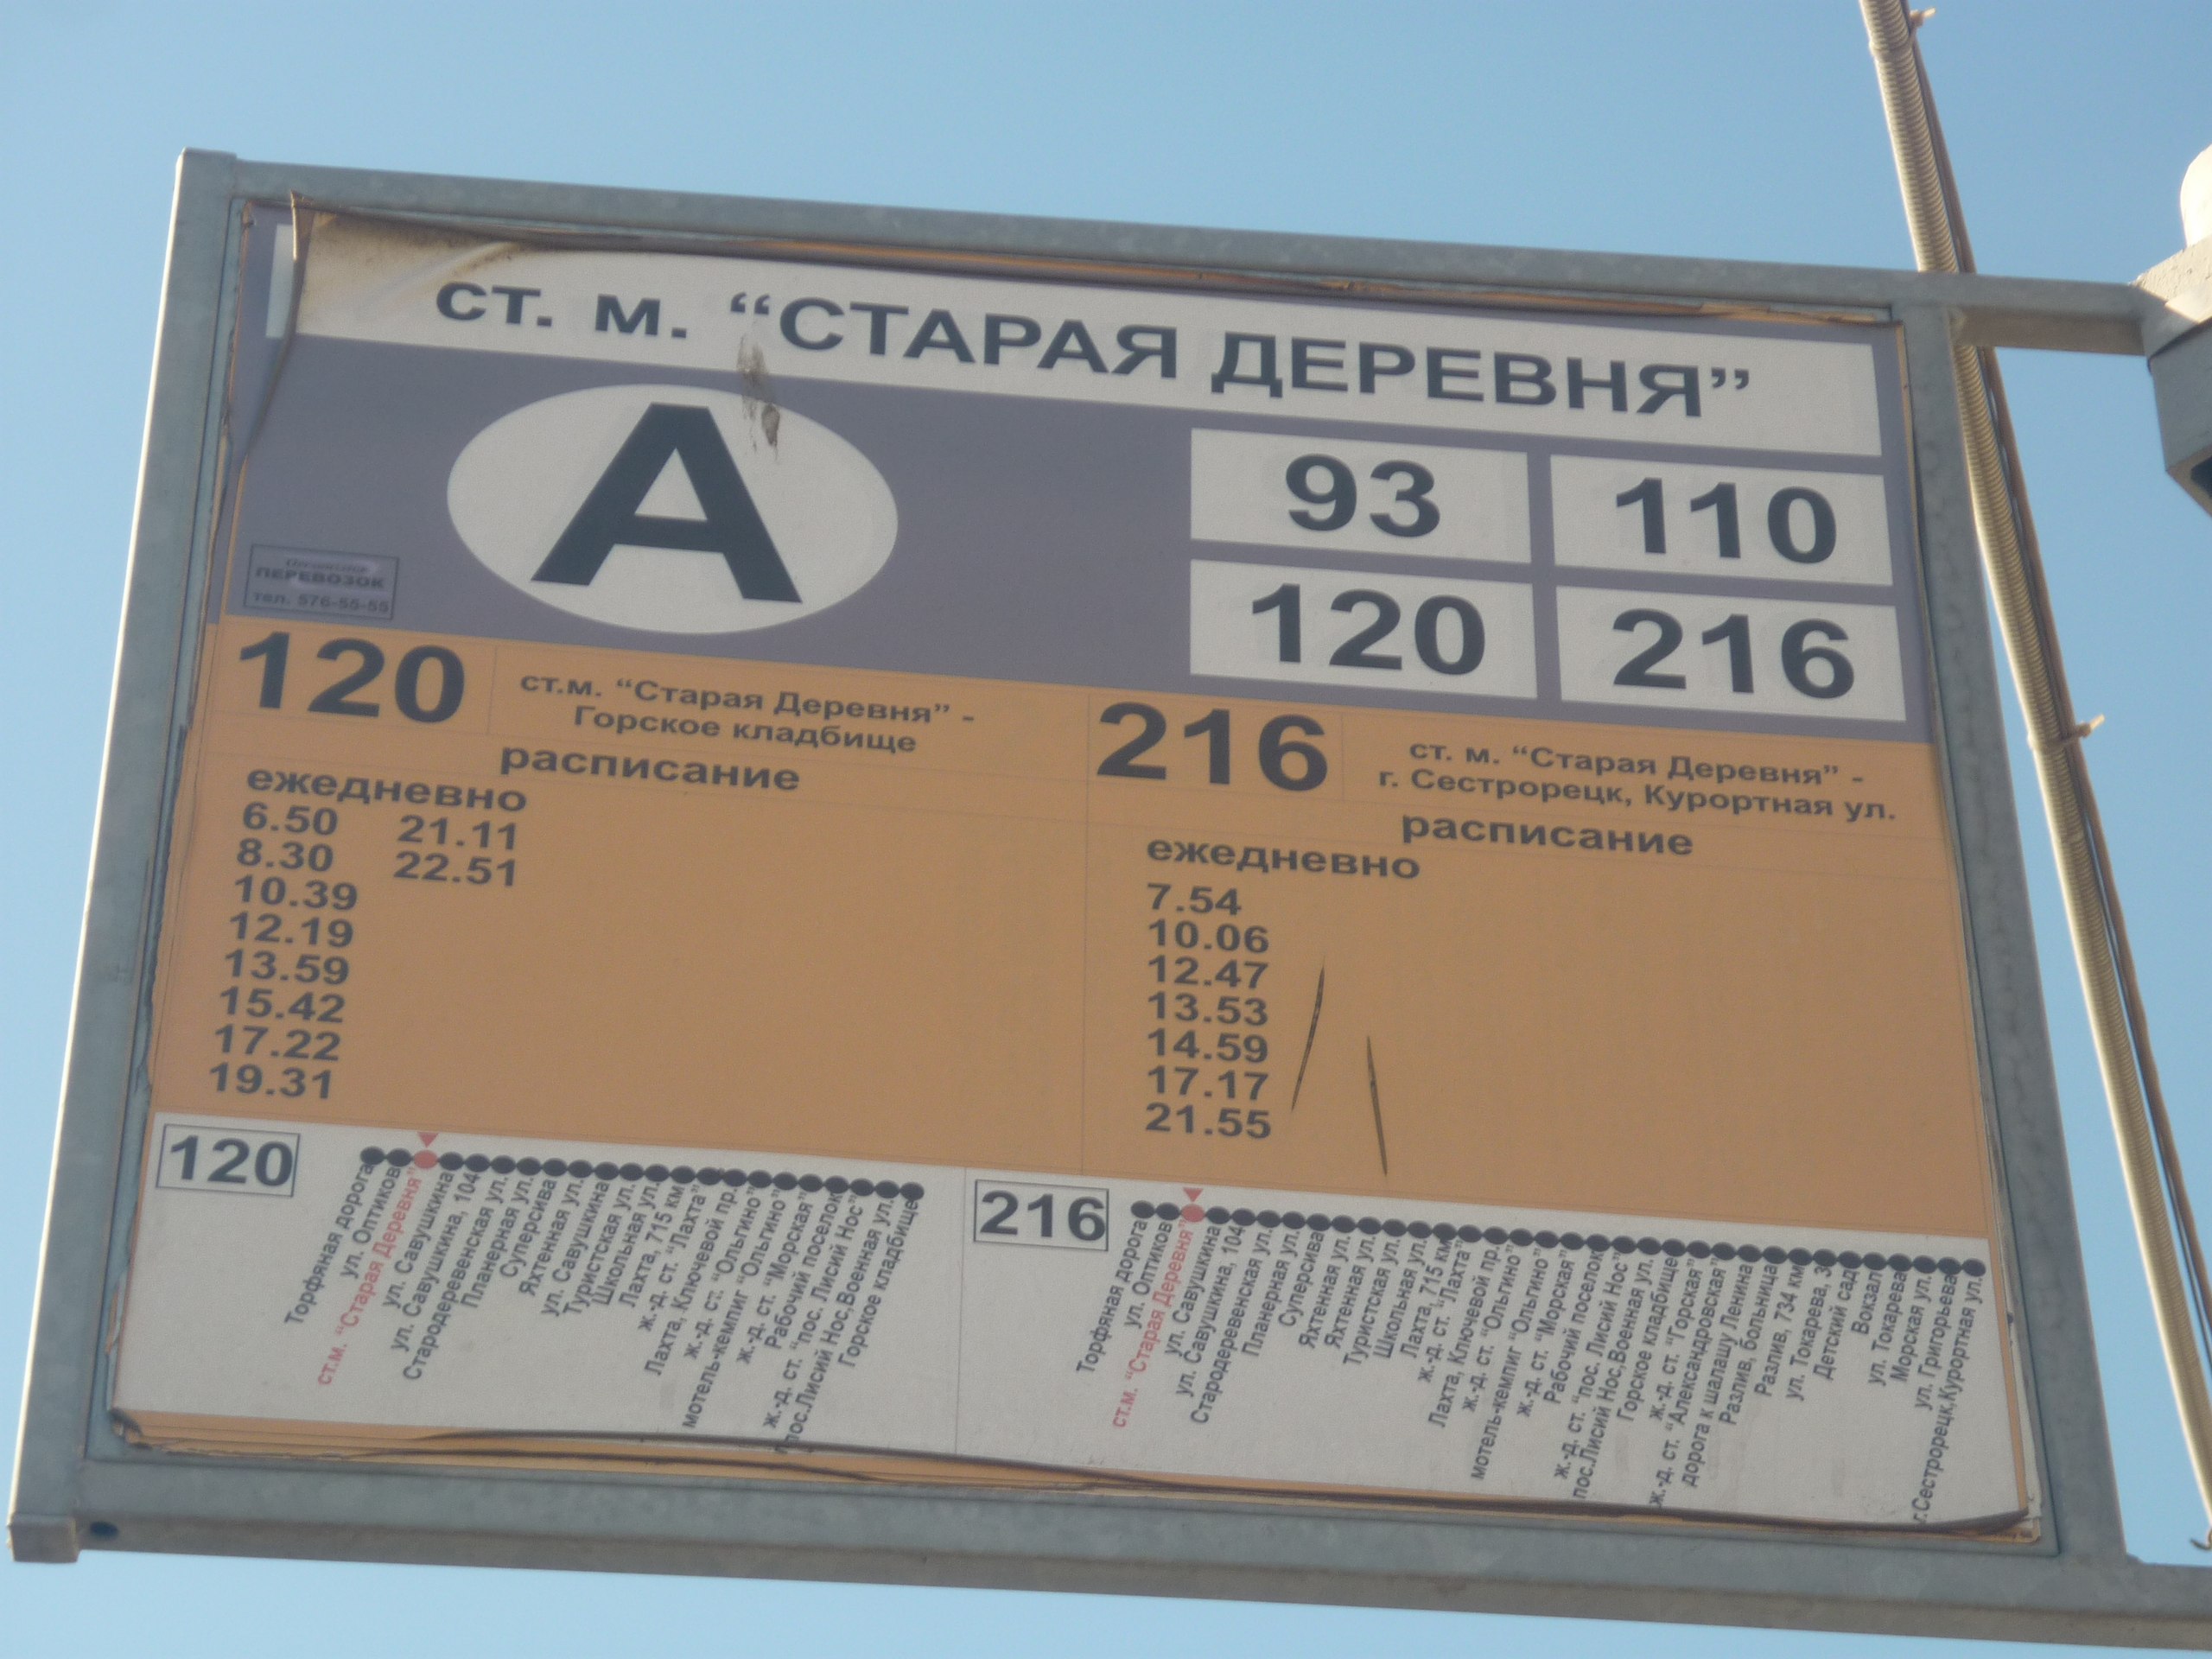 ст. м. “СТАРАЯ ДЕРЕВНЯ”
А
93
110
120
216
ПЕРЕВОЗОК
тел. 576-55-55
120
ст.м. “Старая Деревня” -
Горское кладбище
расписание
ежедневно
6.50 21.11
8.30 22.51
10.39
12.19
13.59
15.42
17.22
19.31
216
ст. м. “Старая Деревня” -
г. Сестрорецк, Курортная ул.
расписание
ежедневно
7.54
10.06
12.47
13.53
14.59
17.17
21.55
120
Торфяная дорога
ул. Оптиков
ст.м. “Старая Деревня”
ул. Савушкина
ул. Савушкина, 104
Стародеревенская ул.
Планерная ул.
Суперсива
Яхтенная ул.
ул. Савушкина
Туристская ул.
Школьная ул.
Лахта, 715 км
ж.-д. ст. “Лахта”
Лахта, Ключевой пр.
ж.-д. ст. “Ольгино”
мотель-кемпиг “Ольгино”
ж.-д. ст. “Морская”
Рабочий поселок
ж.-д. ст. “пос. Лисий Нос”
пос.Лисий Нос,Военная ул.
Горское кладбище
216
Торфяная дорога
ул. Оптиков
ст.м. “Старая Деревня”
ул. Савушкина
ул. Савушкина, 104
Стародеревенская ул.
Планерная ул.
Суперсива
Яхтенная ул.
Яхтенная ул.
Туристская ул.
Школьная ул.
Лахта, 715 км
ж.-д. ст. “Лахта”
Лахта, Ключевой пр.
ж.-д. ст. “Ольгино”
мотель-кемпиг “Ольгино”
ж.-д. ст. “Морская”
Рабочий поселок
ж.-д. ст. “пос. Лисий Нос”
пос.Лисий Нос,Военная ул.
Горское кладбище
ж.-д. ст. “Горская”
ж.-д. ст. “Александровская”
дорога к шалашу Ленина
Разлив, больница
Разлив, 734 км
ул. Токарева, 3
Детский сад
Вокзал
ул. Токарева
Морская ул.
ул. Григорьева
г.Сестрорецк,Курортная ул.